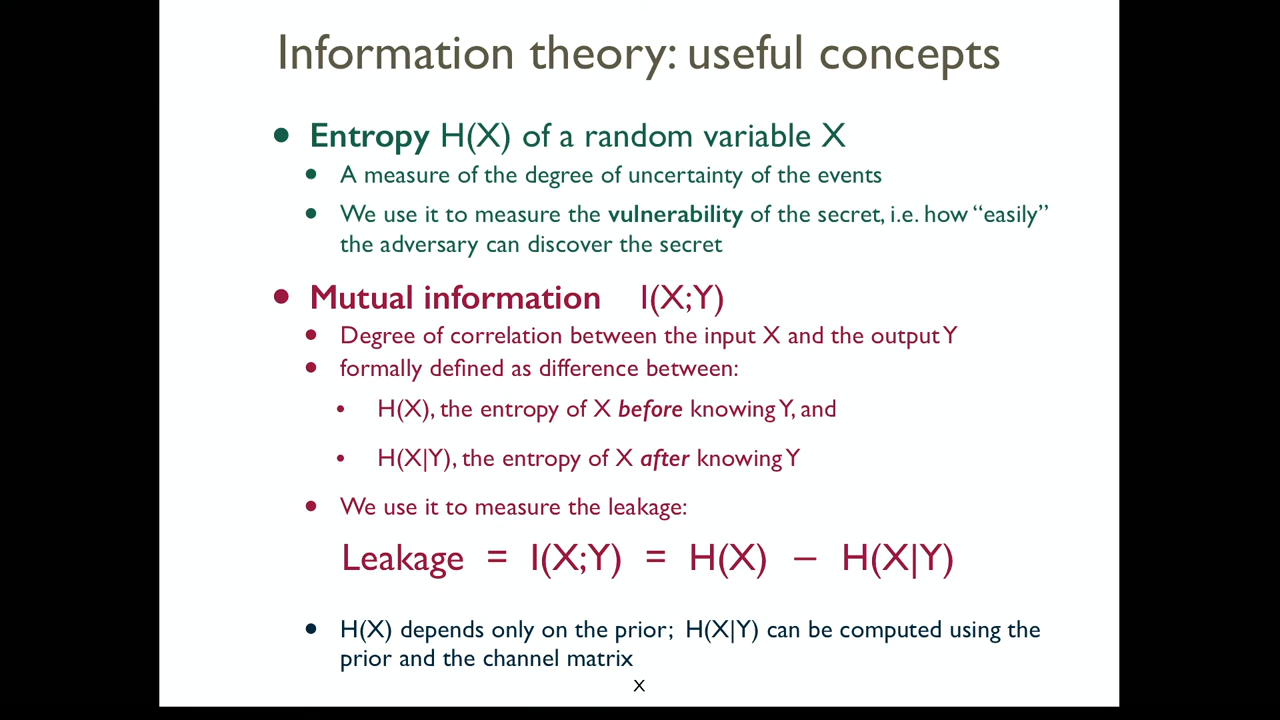 Information theory: useful concepts
• Entropy H(X) of a random variable X
• A measure of the degree of uncertainty of the events
• We use it to measure the vulnerability of the secret, i.e. how “easily”
the adversary can discover the secret
• Mutual information I(X;Y)
• Degree of correlation between the input X and the output Y
• formally defined as difference between:
• H(X), the entropy of X before knowing Y, and
• H(X|Y), the entropy of X after knowing Y
• We use it to measure the leakage:
Leakage = I(X;Y) = H(X) − H(X|Y)
• H(X) depends only on the prior; H(X|Y) can be computed using the
prior and the channel matrix
X